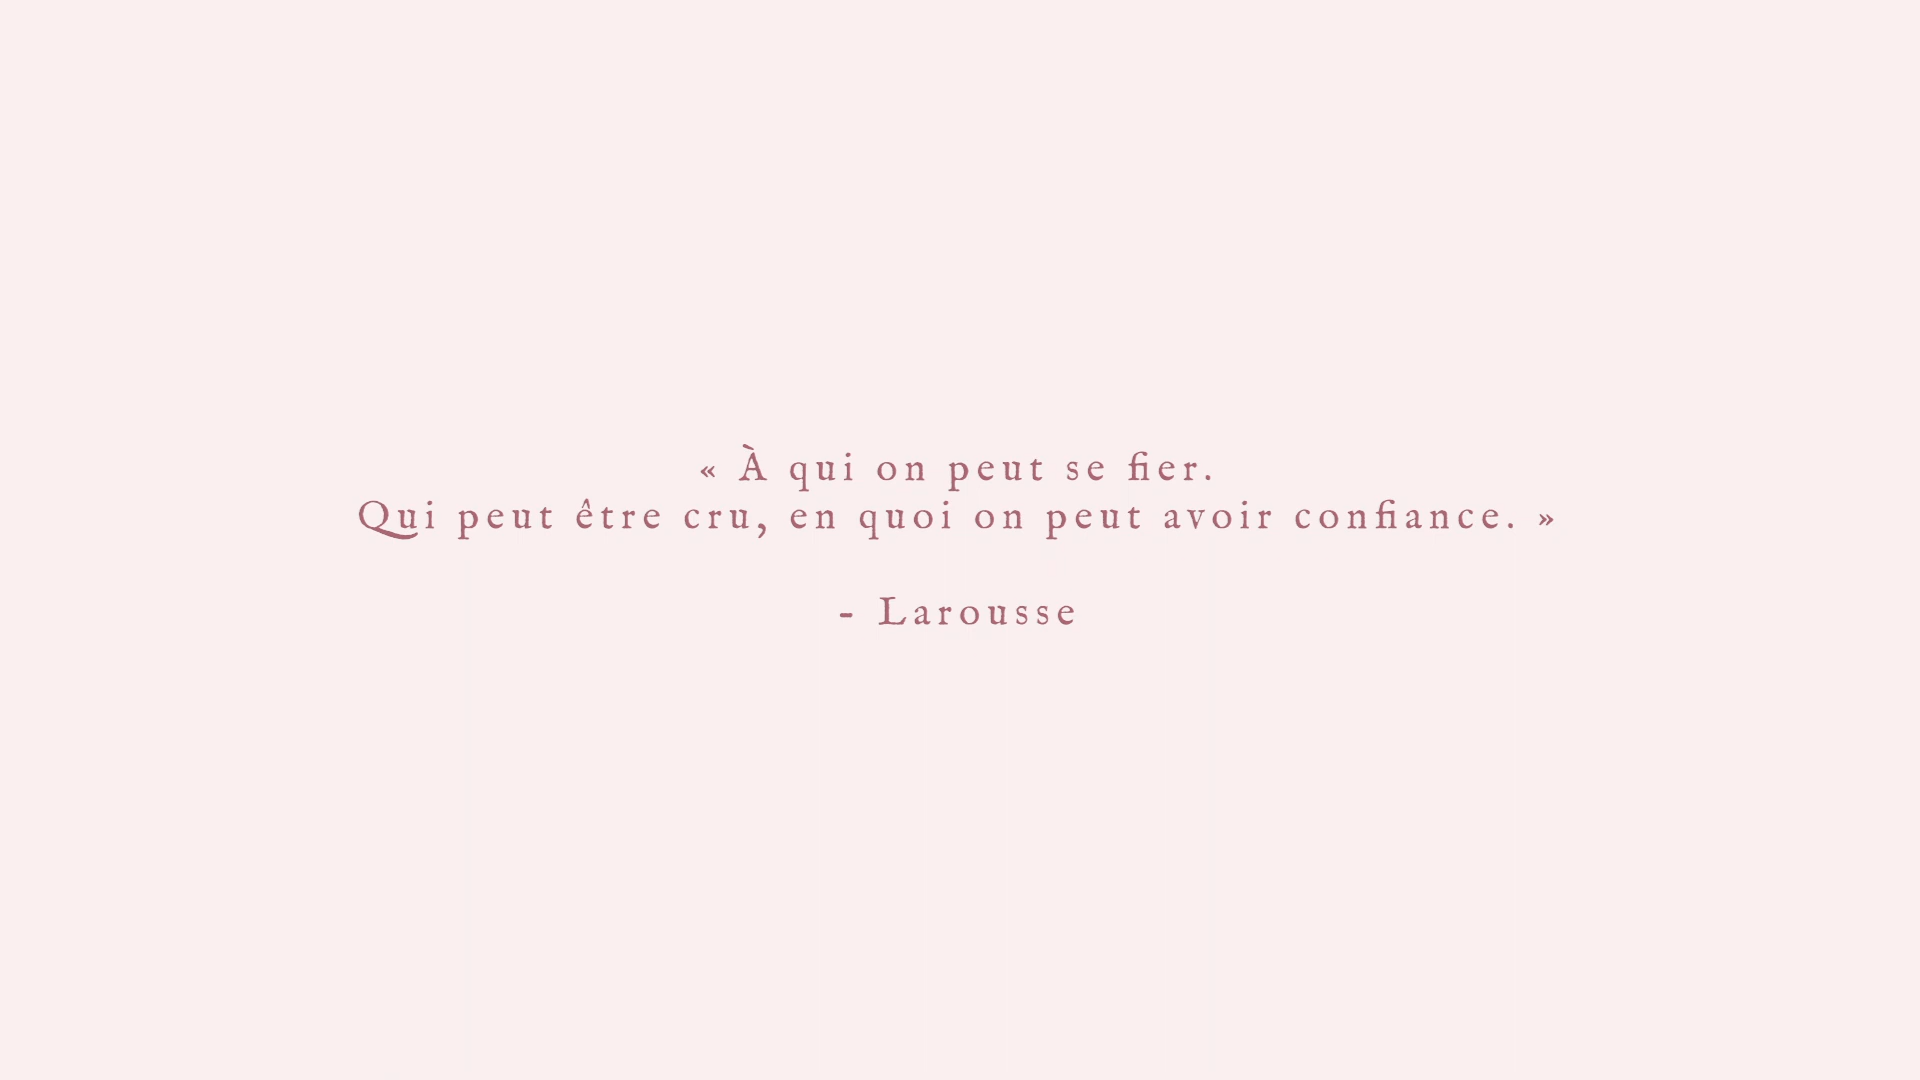 « À qui on peut se fier.
Qui peut être cru, en quoi on peut avoir confiance. »
- Larousse